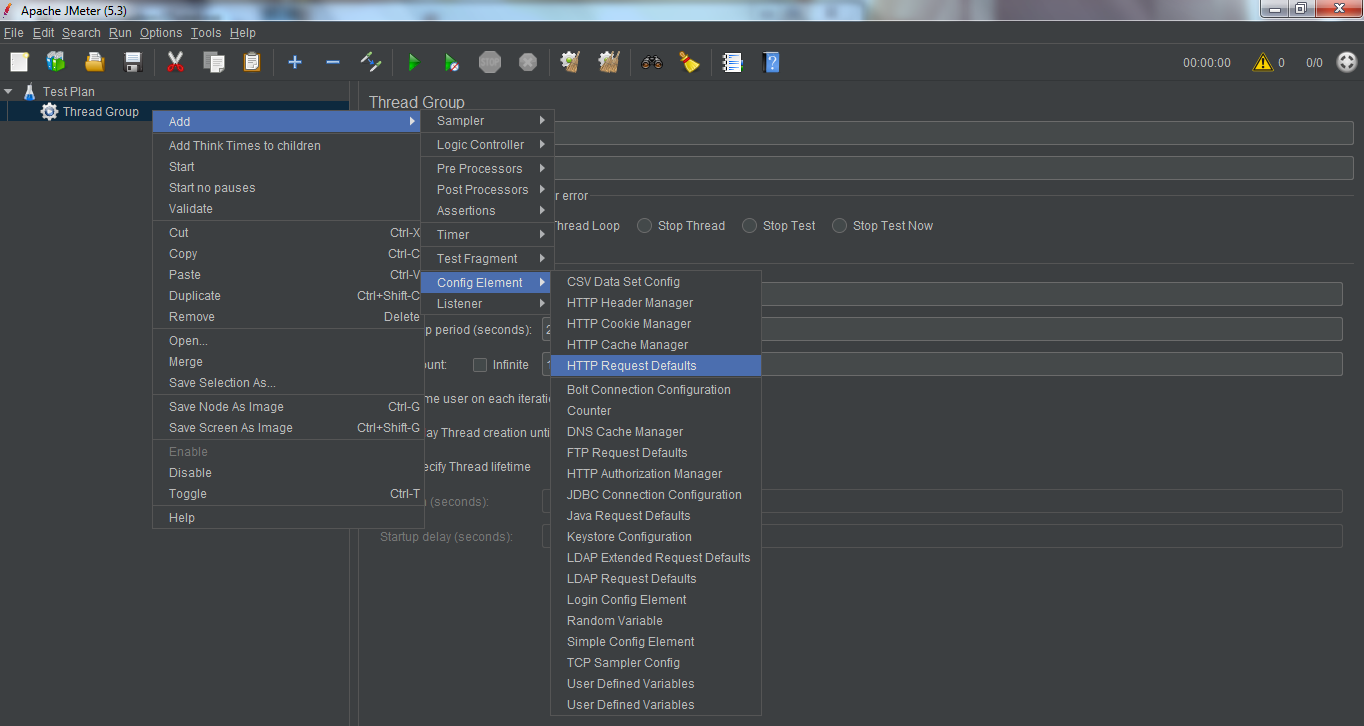 Apache JMeter (5.3)
File Edit Search Run Options Tools Help
STOP
00:00:00 0 0/0
Test Plan
Thread Group
Thread Group
Add
Add Think Times to children
Start
Start no pauses
Validate
Cut Ctrl-X
Copy Ctrl-C
Paste Ctrl-V
Duplicate Ctrl+Shift-C
Remove Delete
Open...
Merge
Save Selection As...
Save Node As Image Ctrl-G
Save Screen As Image Ctrl+Shift-G
Enable
Disable
Toggle Ctrl-T
Help
Sampler
Logic Controller
Pre Processors
Post Processors
Assertions
Timer
Test Fragment
Config Element
Listener
CSV Data Set Config
HTTP Header Manager
HTTP Cookie Manager
HTTP Cache Manager
HTTP Request Defaults
Bolt Connection Configuration
Counter
DNS Cache Manager
FTP Request Defaults
HTTP Authorization Manager
JDBC Connection Configuration
Java Request Defaults
Keystore Configuration
LDAP Extended Request Defaults
LDAP Request Defaults
Login Config Element
Random Variable
Simple Config Element
TCP Sampler Config
User Defined Variables
User Defined Variables
r error
hread Loop Stop Thread Stop Test Stop Test Now
p period (seconds): 2
unt: Infinite 1
me user on each iteratio
ay Thread creation until
ecify Thread lifetime
(seconds):
Startup delay (seconds):